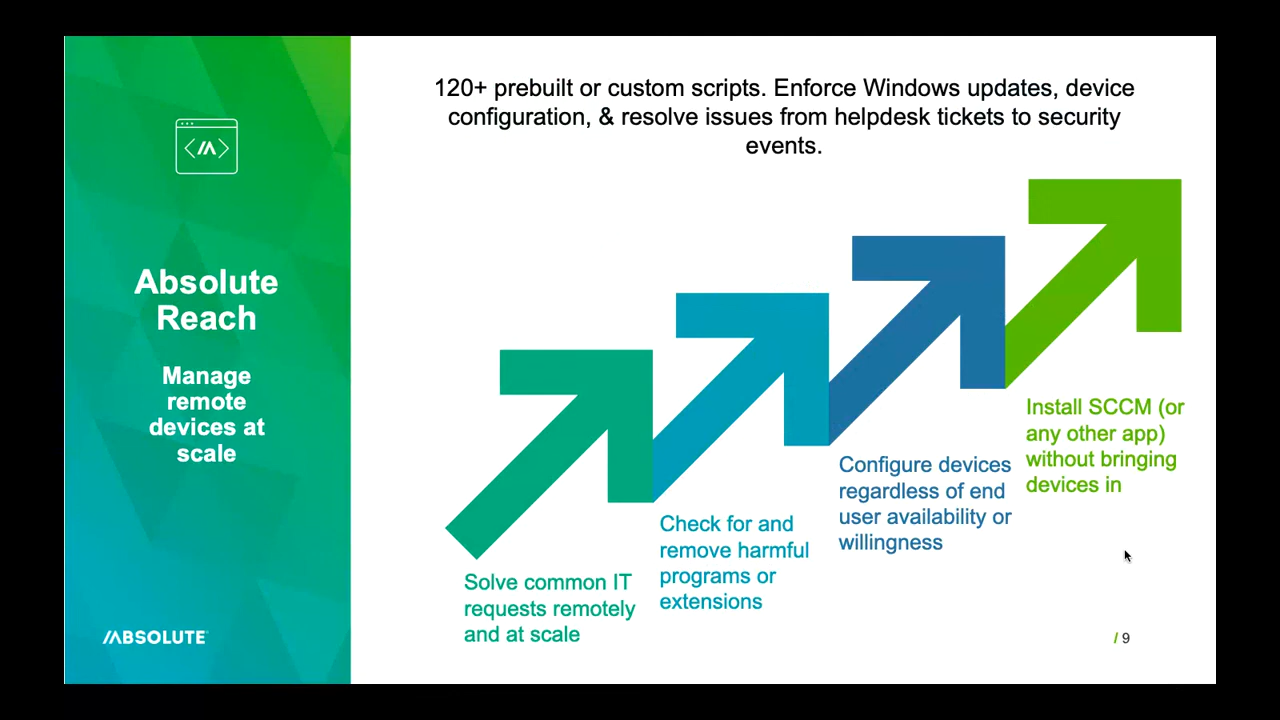 120+ prebuilt or custom scripts. Enforce Windows updates, device
configuration, & resolve issues from helpdesk tickets to security
events.
Absolute
Reach
Manage
remote
devices at
scale
Solve common IT
requests remotely
and at scale
Check for and
remove harmful
programs or
extensions
Configure devices
regardless of end
user availability or
willingness
Install SCCM (or
any other app)
without bringing
devices in
ABSOLUTE
/ 9